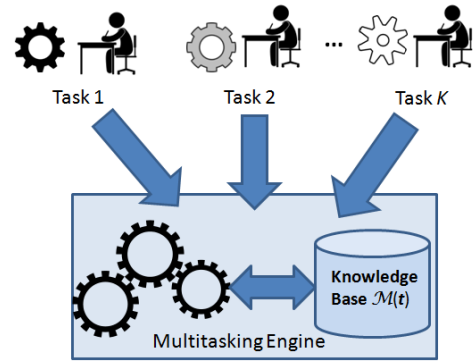 ...
Task 1
Task 2
Task K
Knowledge
Base ℳ(t)
Multitasking Engine